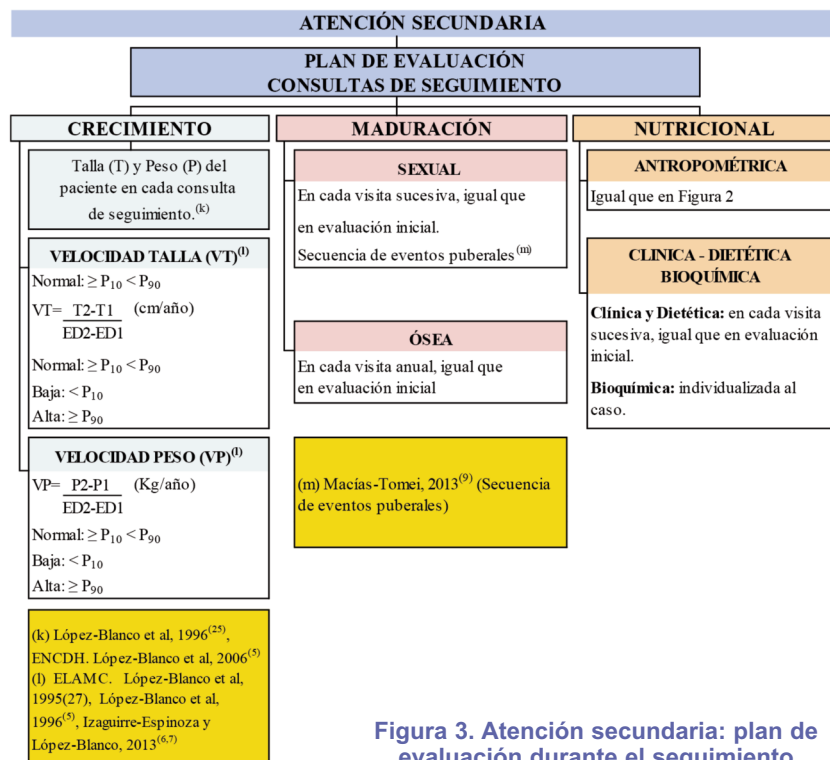 ATENCIÓN SECUNDARIA
PLAN DE EVALUACIÓN
CONSULTAS DE SEGUIMIENTO
CRECIMIENTO
Talla (T) y Peso (P) del
paciente en cada consulta
de seguimiento.(k)
VELOCIDAD TALLA (VT)(l)
Normal: ≥ P10 < P90
VT= T2-T1 (cm/año)
ED2-ED1
Normal: ≥ P10 < P90
Baja: < P10
Alta: ≥ P90
VELOCIDAD PESO (VP)(l)
VP= P2-P1 (Kg/año)
ED2-ED1
Normal: ≥ P10 < P90
Baja: < P10
Alta: ≥ P90
(k) López-Blanco et al, 1996(25),
ENCDH. López-Blanco et al, 2006(5)
(l) ELAMC. López-Blanco et al,
1995(27), López-Blanco et al,
1996(5), Izaguirre-Espinoza y
López-Blanco, 2013(6,7)
MADURACIÓN
SEXUAL
En cada visita sucesiva, igual que
en evaluación inicial.
Secuencia de eventos puberales(m)
ÓSEA
En cada visita anual, igual que
en evaluación inicial
(m) Macías-Tomei, 2013(9) (Secuencia
de eventos puberales)
NUTRICIONAL
ANTROPOMÉTRICA
Igual que en Figura 2
CLINICA - DIETÉTICA
BIOQUÍMICA
Clínica y Dietética: en cada visita
sucesiva, igual que en evaluación
inicial.
Bioquímica: individualizada al
caso.
Figura 3. Atención secundaria: plan de
evaluación durante el seguimiento